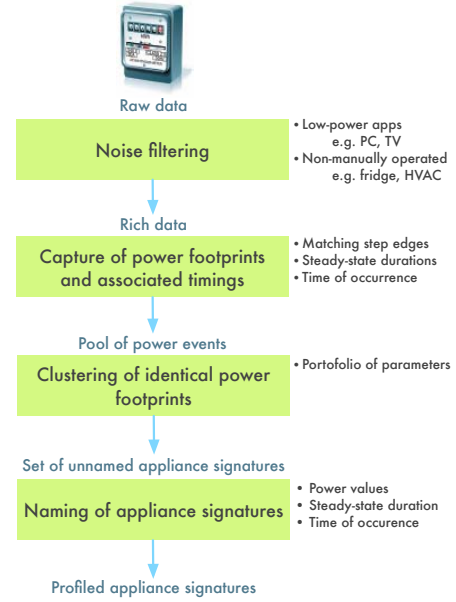 Raw data
Noise filtering
• Low-power apps
e.g. PC, TV
• Non-manually operated
e.g. fridge, HVAC
Rich data
Capture of power footprints
and associated timings
• Matching step edges
• Steady-state durations
• Time of occurrence
Pool of power events
Clustering of identical power
footprints
• Portofolio of parameters
Set of unnamed appliance signatures
Naming of appliance signatures
• Power values
• Steady-state duration
• Time of occurence
Profiled appliance signatures